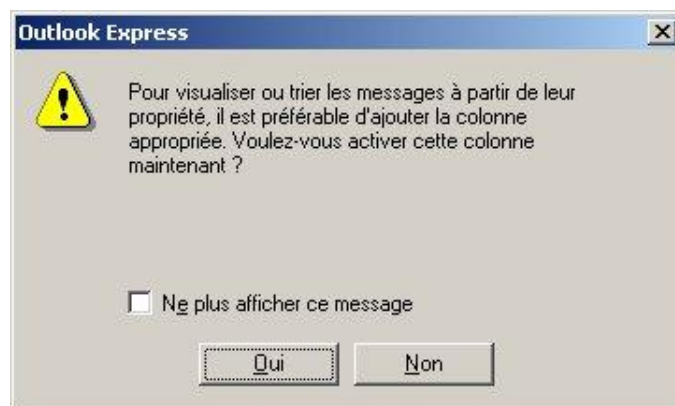 Outlook Express
Pour visualiser ou trier les messages à partir de leur
propriété, il est préférable d'ajouter la colonne
appropriée. Voulez-vous activer cette colonne
maintenant ?
Ne plus afficher ce message
Oui
Non